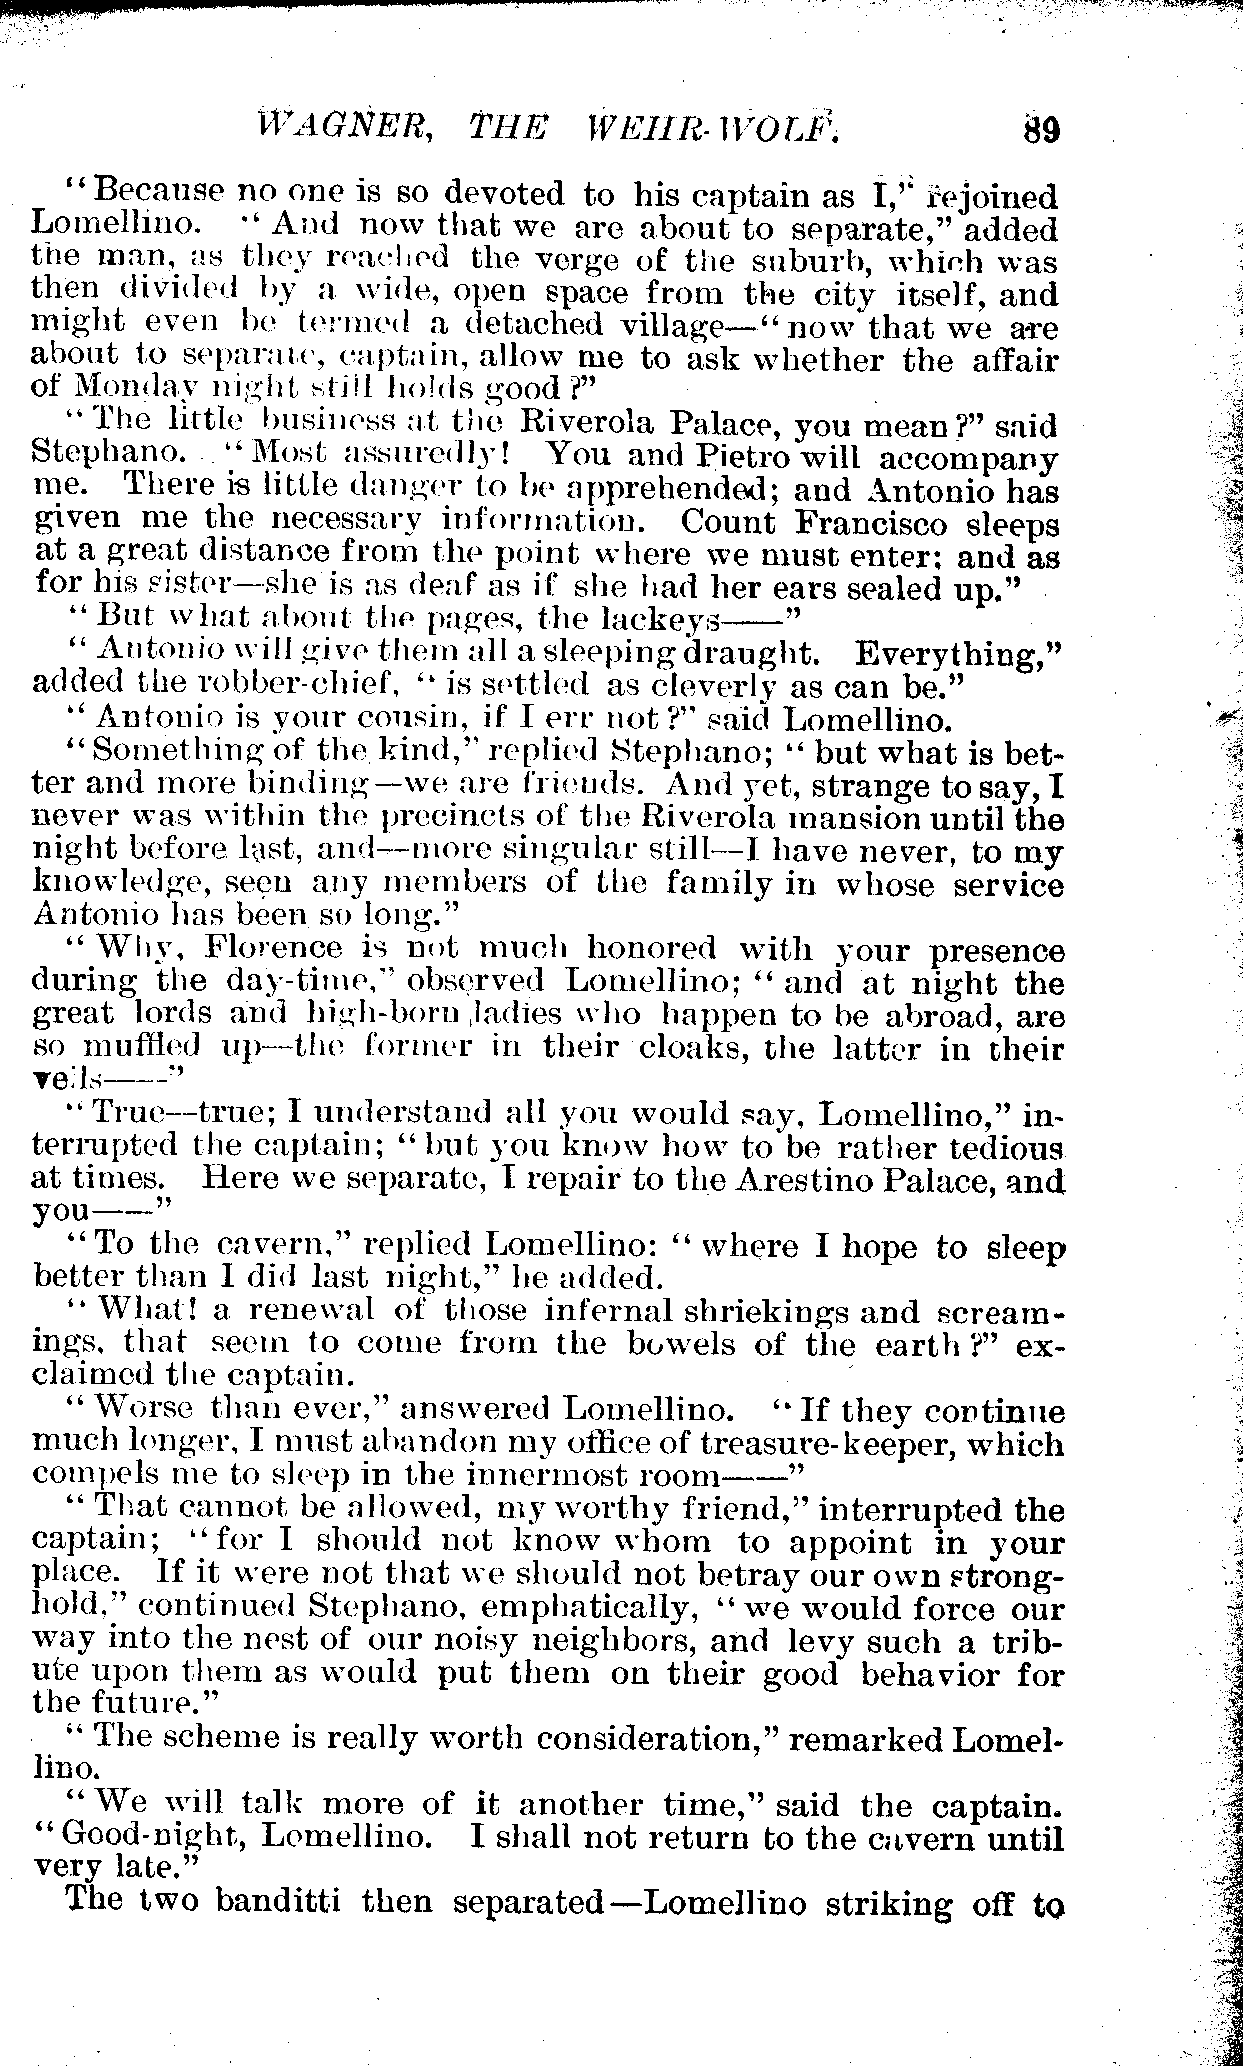 WAGNER, THE WEHR-WOLF. 89
“Because no one is so devoted to his captain as I,” rejoined
Lomellino. “And now that we are about to separate,” added
the man, as they reached the verge of the suburb, which was
then divided by a wide, open space from the city itself, and
might even be termed a detached village—“now that we are
about to separate, captain, allow me to ask whether the affair
of Monday night still holds good?”
“The little business at the Riverola Palace, you mean?” said
Stephano. “Most assuredly! You and Pietro will accompany
me. There is little danger to be apprehended; and Antonio has
given me the necessary information. Count Francisco sleeps
at a great distance from the point where we must enter; and as
for his sister—she is as deaf as if she had her ears sealed up.”
“But what about the pages, the lackeys——”
“Antonio will give them all a sleeping draught. Everything,”
added the robber-chief, “is settled as cleverly as can be.”
“Antonio is your cousin, if I err not?” said Lomellino.
“Something of the kind,” replied Stephano; “but what is bet-
ter and more binding—we are friends. And yet, strange to say, I
never was within the precincts of the Riverola mansion until the
night before last, and—more singular still—I have never, to my
knowledge, seen any members of the family in whose service
Antonio has been so long.”
“Why, Florence is not much honored with your presence
during the day-time,” observed Lomellino; “and at night the
great lords and high-born ladies who happen to be abroad, are
so muffled up—the former in their cloaks, the latter in their
veils——”
“True—true; I understand all you would say, Lomellino,” in-
terrupted the captain; “but you know how to be rather tedious
at times. Here we separate, I repair to the Arestino Palace, and
you——”
“To the cavern,” replied Lomellino: “where I hope to sleep
better than I did last night,” he added.
“What! a renewal of those infernal shriekings and scream-
ings, that seem to come from the bowels of the earth?” ex-
claimed the captain.
“Worse than ever,” answered Lomellino. “If they continue
much longer, I must abandon my office of treasure-keeper, which
compels me to sleep in the innermost room——”
“That cannot be allowed, my worthy friend,” interrupted the
captain; “for I should not know whom to appoint in your
place. If it were not that we should not betray our own strong-
hold,” continued Stephano, emphatically, “we would force our
way into the nest of our noisy neighbors, and levy such a trib-
ute upon them as would put them on their good behavior for
the future.”
“The scheme is really worth consideration,” remarked Lomel-
lino.
“We will talk more of it another time,” said the captain.
“Good-night, Lomellino. I shall not return to the cavern until
very late.”
The two banditti then separated—Lomellino striking off to